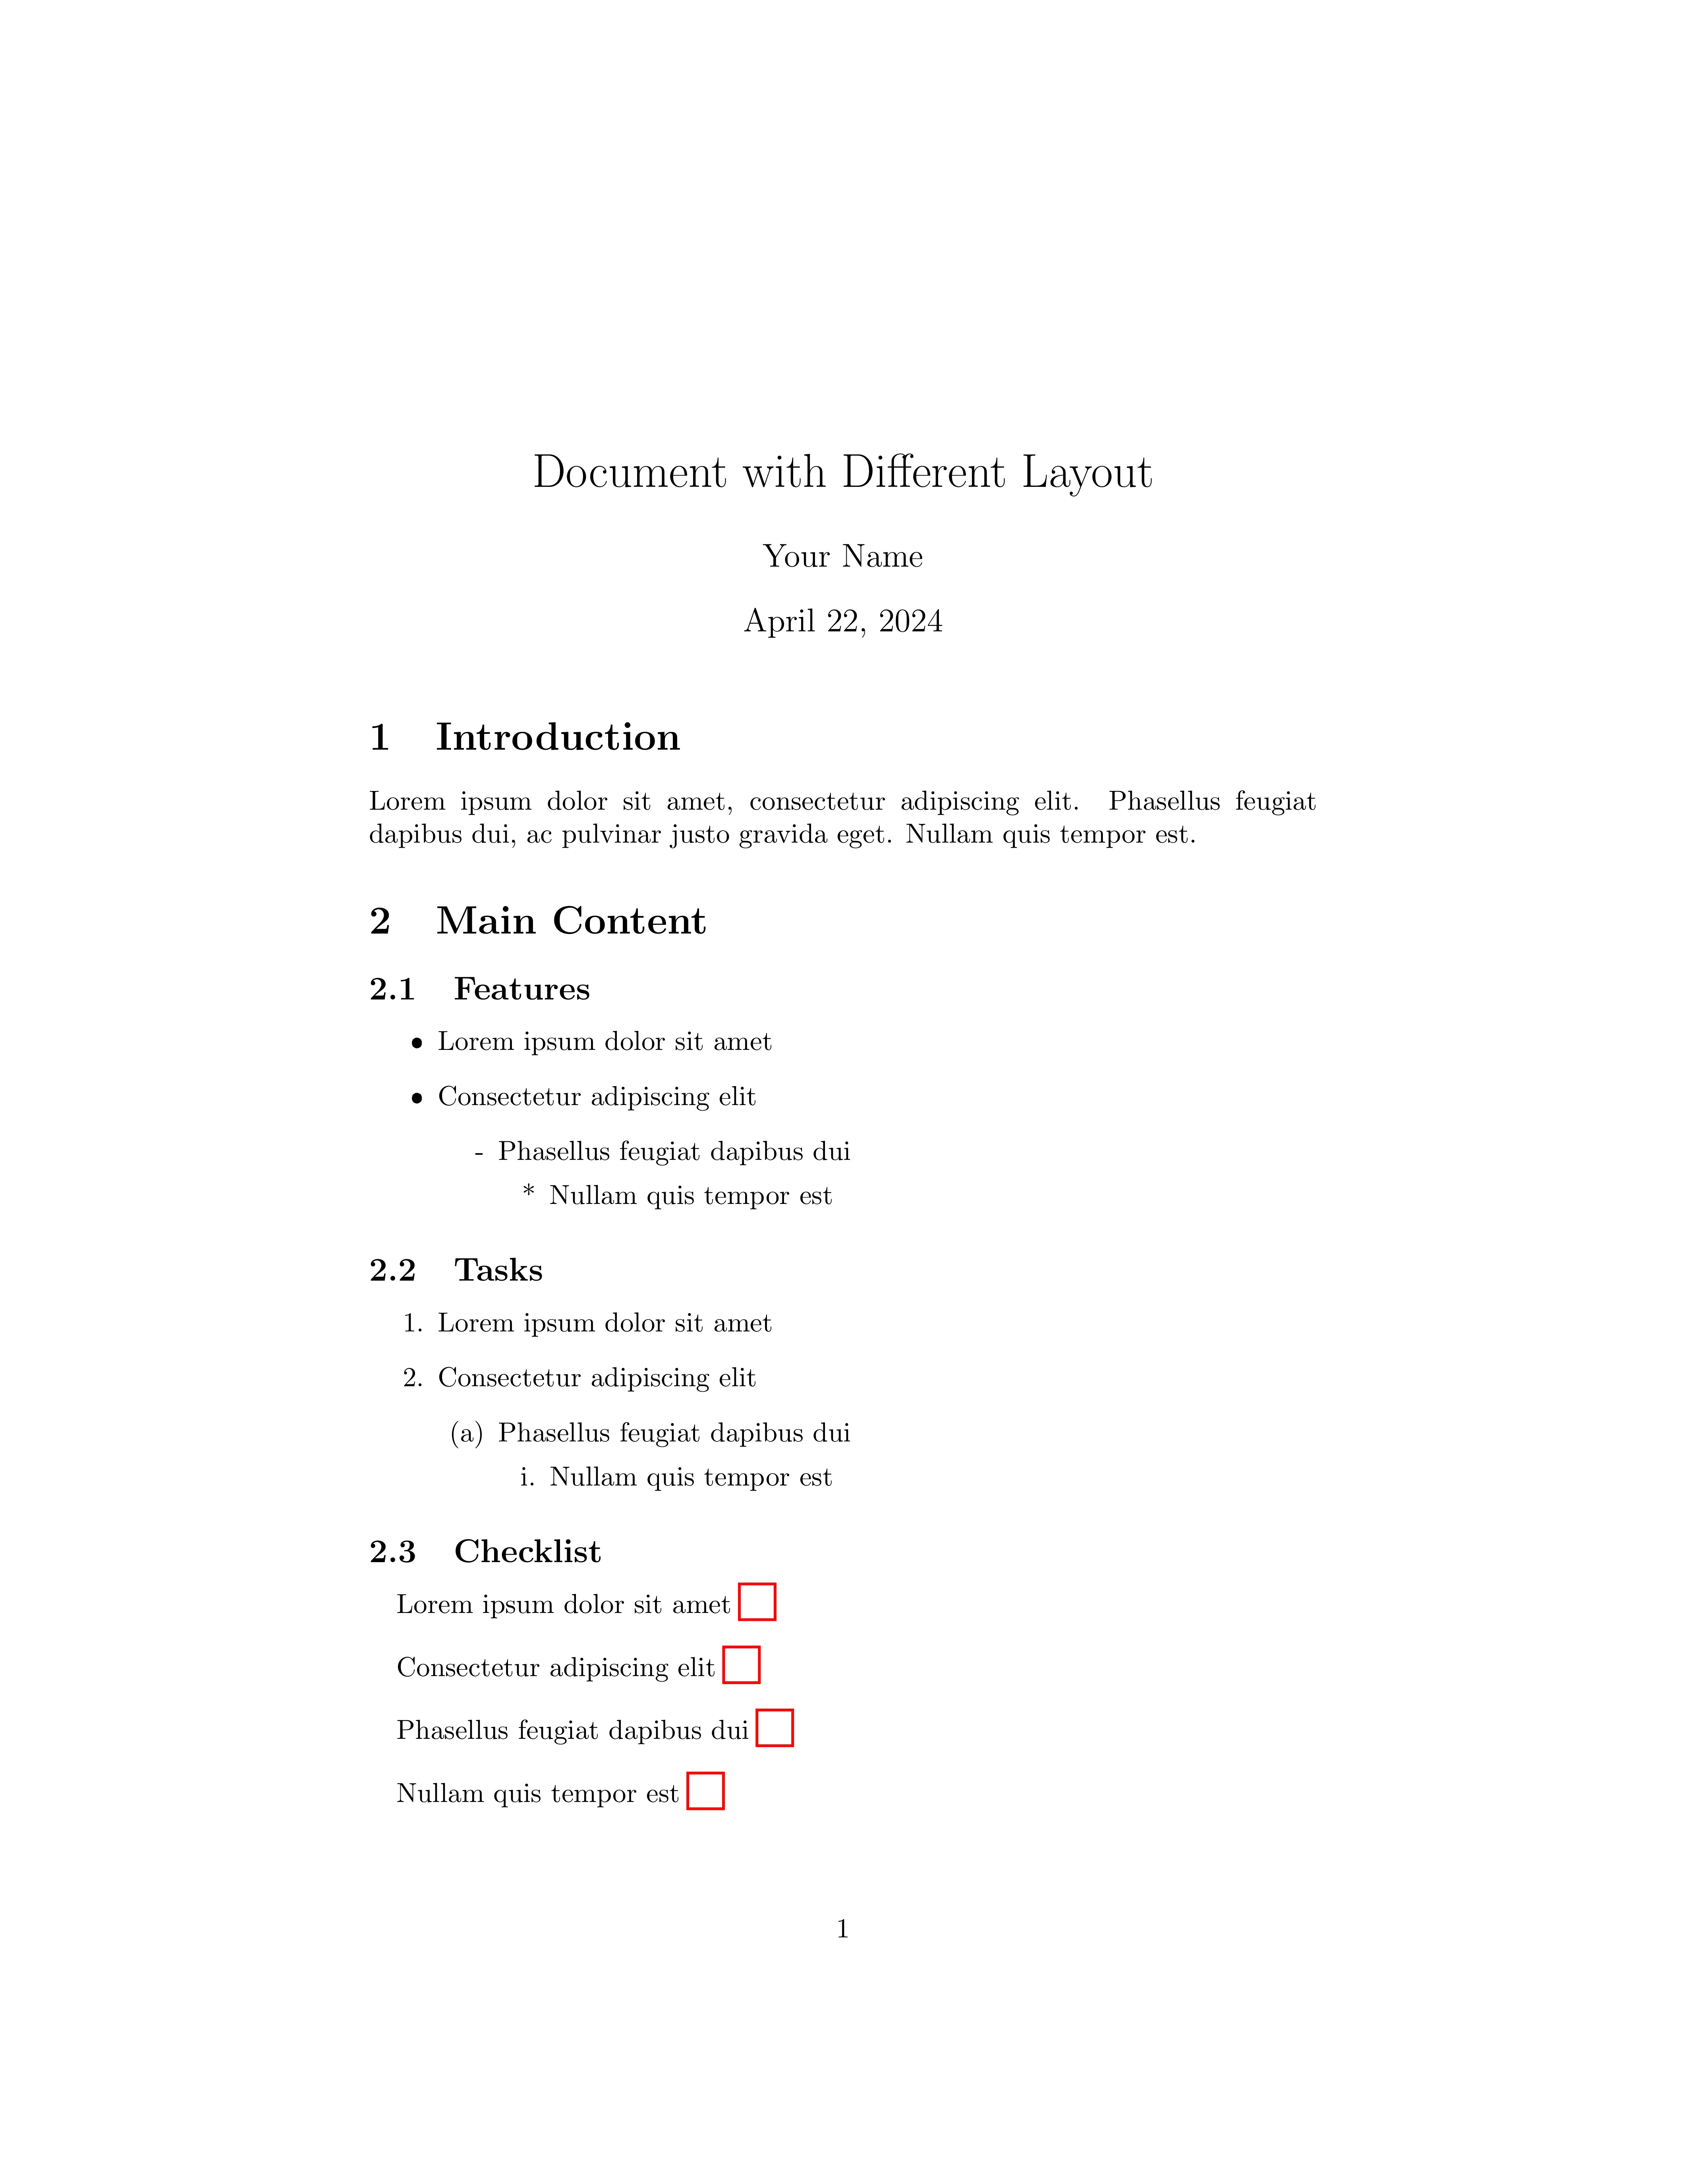 Document with Different Layout
Your Name
April 22, 2024
1 Introduction
Lorem ipsum dolor sit amet, consectetur adipiscing elit. Phasellus feugiat
dapibus dui, ac pulvinar justo gravida eget. Nullam quis tempor est.
2 Main Content
2.1 Features
• Lorem ipsum dolor sit amet
• Consectetur adipiscing elit
- Phasellus feugiat dapibus dui
* Nullam quis tempor est
2.2 Tasks
1. Lorem ipsum dolor sit amet
2. Consectetur adipiscing elit
(a) Phasellus feugiat dapibus dui
i. Nullam quis tempor est
2.3 Checklist
Lorem ipsum dolor sit amet
Consectetur adipiscing elit
Phasellus feugiat dapibus dui
Nullam quis tempor est
1